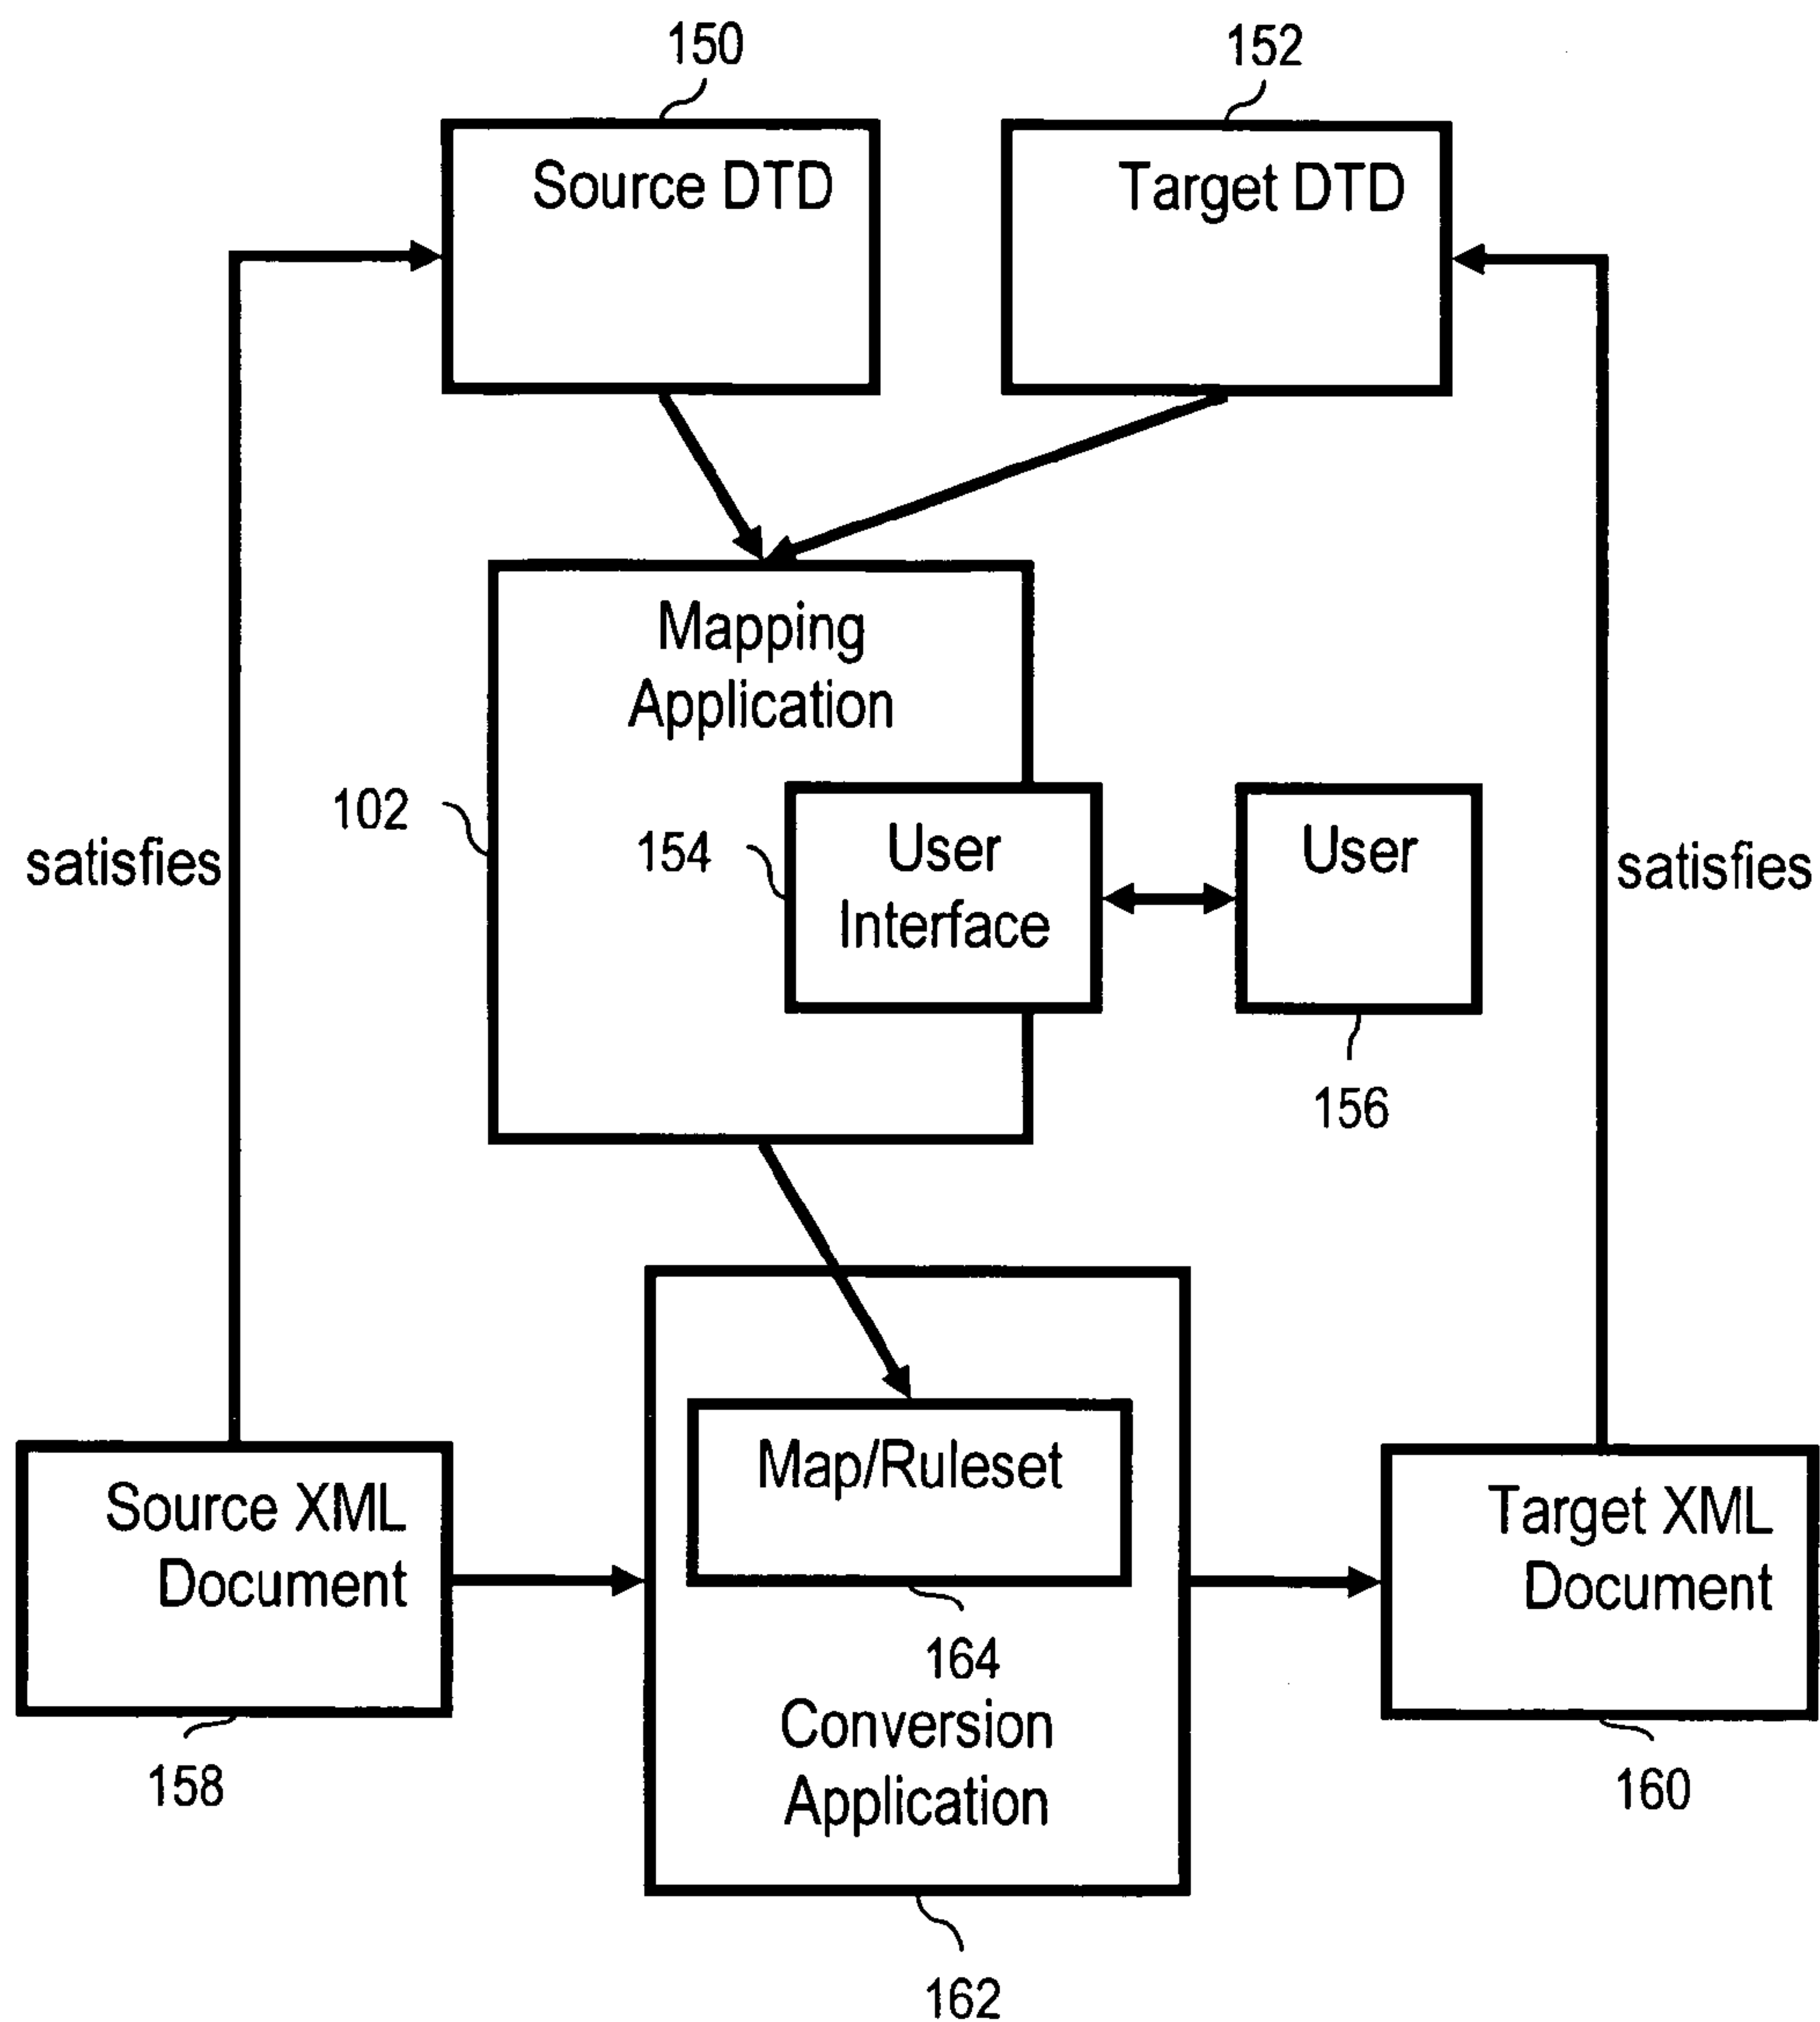 150
152
Source DTD
Target DTD
Mapping
Application
102
154
User
Interface
User
satisfies
satisfies
156
Map/Ruleset
Source XML
Document
Target XML
Document
164
Conversion
Application
158
160
162